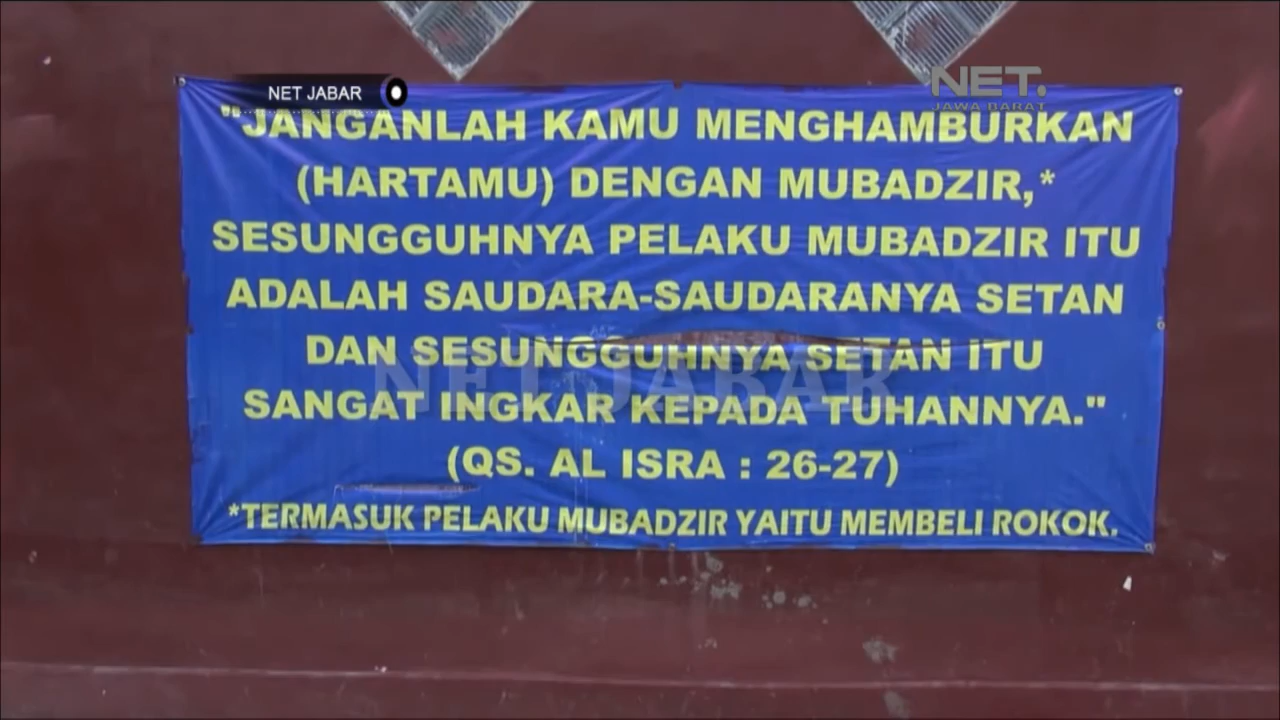 NET JABAR
NET.
JAWA BARAT
"JANGANLAH KAMU MENGHAMBURKAN
(HARTAMU) DENGAN MUBADZIR,*
SESUNGGUHNYA PELAKU MUBADZIR ITU
ADALAH SAUDARA-SAUDARANYA SETAN
DAN SESUNGGUHNYA SETAN ITU
NET JABAR
SANGAT INGKAR KEPADA TUHANNYA."
(QS. AL ISRA : 26-27)
*TERMASUK PELAKU MUBADZIR YAITU MEMBELI ROKOK.